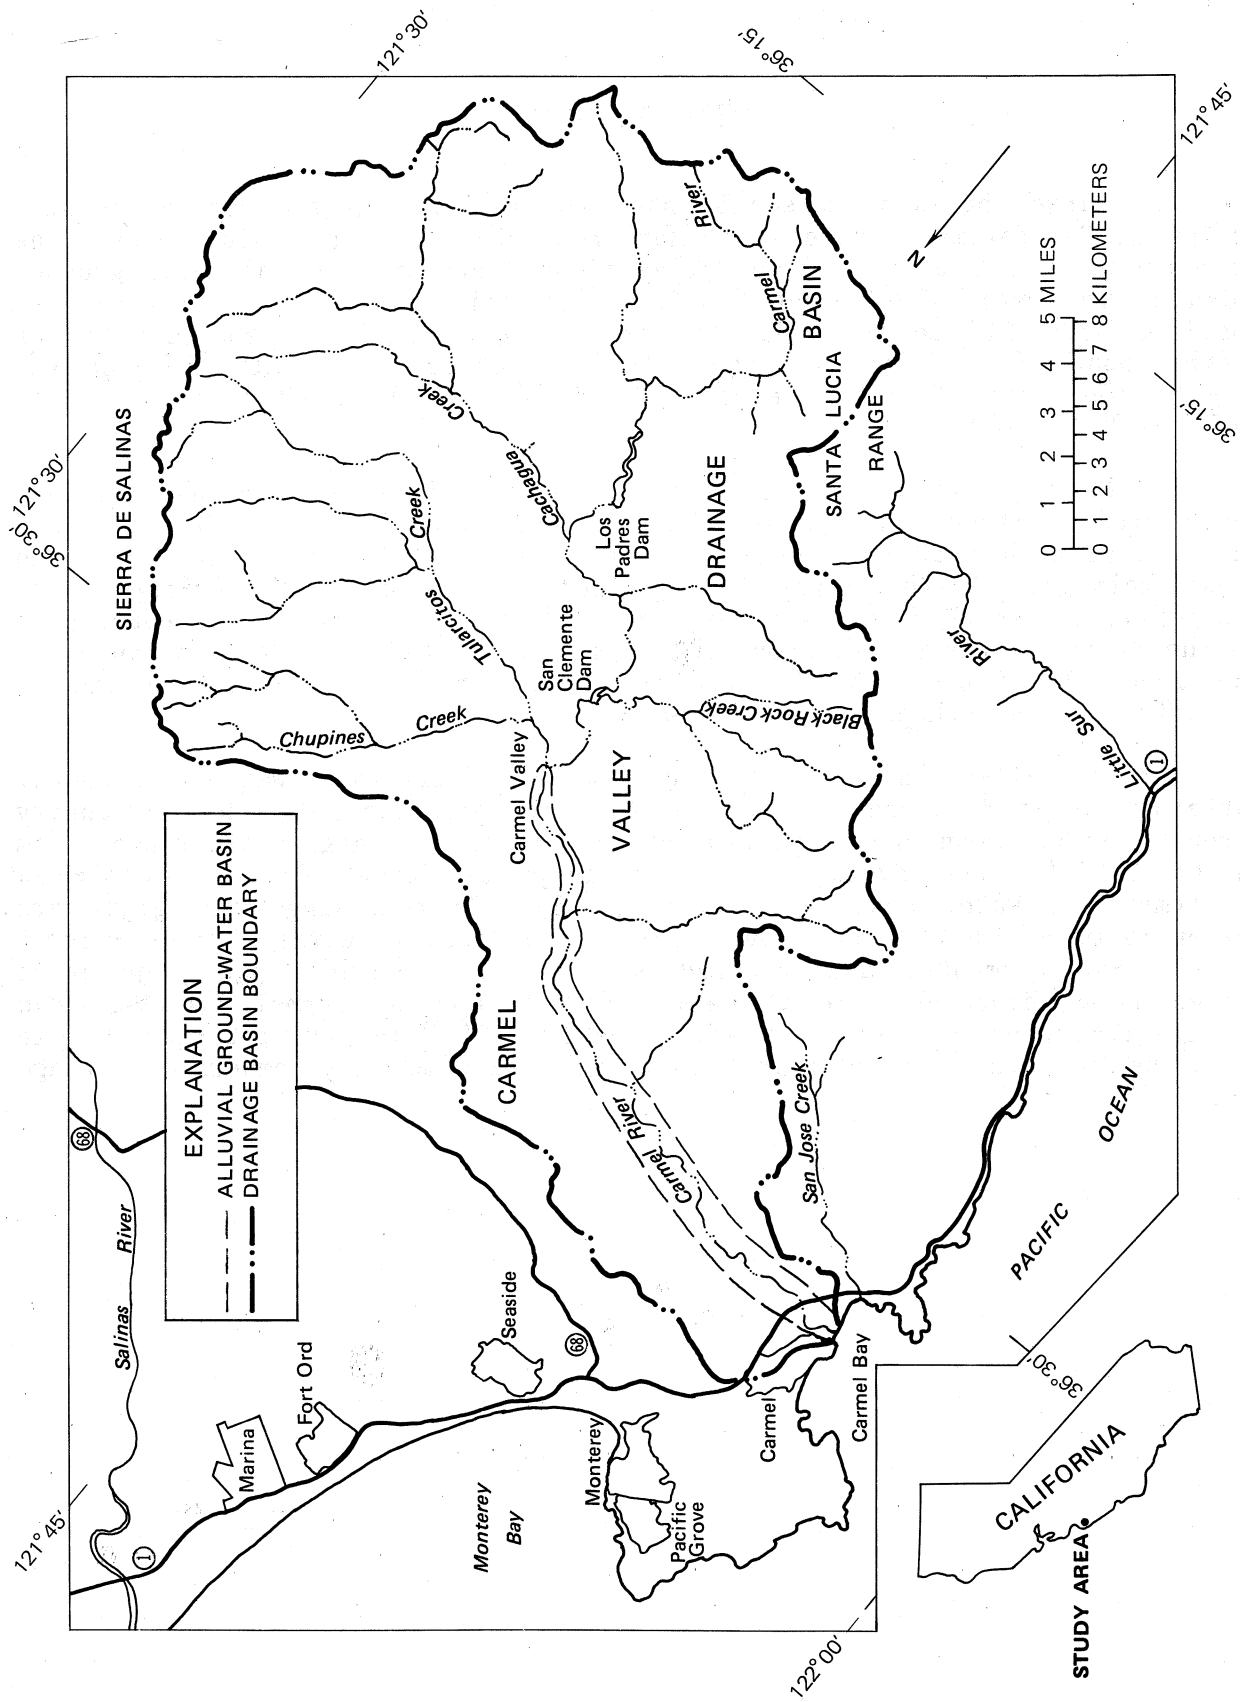 121°30'
36°15'
121°45'
121°30'
36°30'
SIERRA DE SALINAS
River
Carmel
BASIN
SANTA LUCIA
RANGE
N
5 MILES
4
3
2
1
0
8 KILOMETERS
7
6
5
4
3
2
1
0
36°15'
Creek
Cachagua
Creek
Tularcitos
Los
Padres
Dam
DRAINAGE
San
Clemente
Dam
Chupines
Creek
Black Rock Creek
River
Little Sur
1
Carmel Valley
VALLEY
EXPLANATION
ALLUVIAL GROUND-WATER BASIN
DRAINAGE BASIN BOUNDARY
CARMEL
68
Salinas
River
Carmel
River
San Jose Creek
PACIFIC
OCEAN
Seaside
68
Fort Ord
Marina
Monterey
Pacific
Grove
Monterey
Bay
Carmel
Carmel Bay
36°30'
121°45'
1
122°00'
CALIFORNIA
STUDY AREA